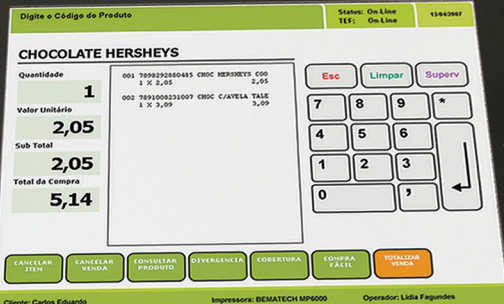 Digite o Código do Produto
Status: On-Line
TEF: On-Line
13/04/2007
CHOCOLATE HERSHEYS
Quantidade
1
Valor Unitário
2,05
Sub Total
2,05
Total da Compra
5,14
001 7898292880485 CHOC HERSHEYS COO
1 X 2,05 2,05
002 7891008231007 CHOC C/AVELA TALE
1 X 3,09 3,09
Esc Limpar Superv
7 8 9 *
4 5 6
1 2 3
0 ,
CANCELAR ITEM
CANCELAR VENDA
CONSULTAR PRODUTO
DIVERGENCIA
COBERTURA
COMPRA FÁCIL
TOTALIZAR VENDA
Cliente: Carlos Eduardo
Impressora: BEMATECH MP6000
Operador: Lidia Fagundes